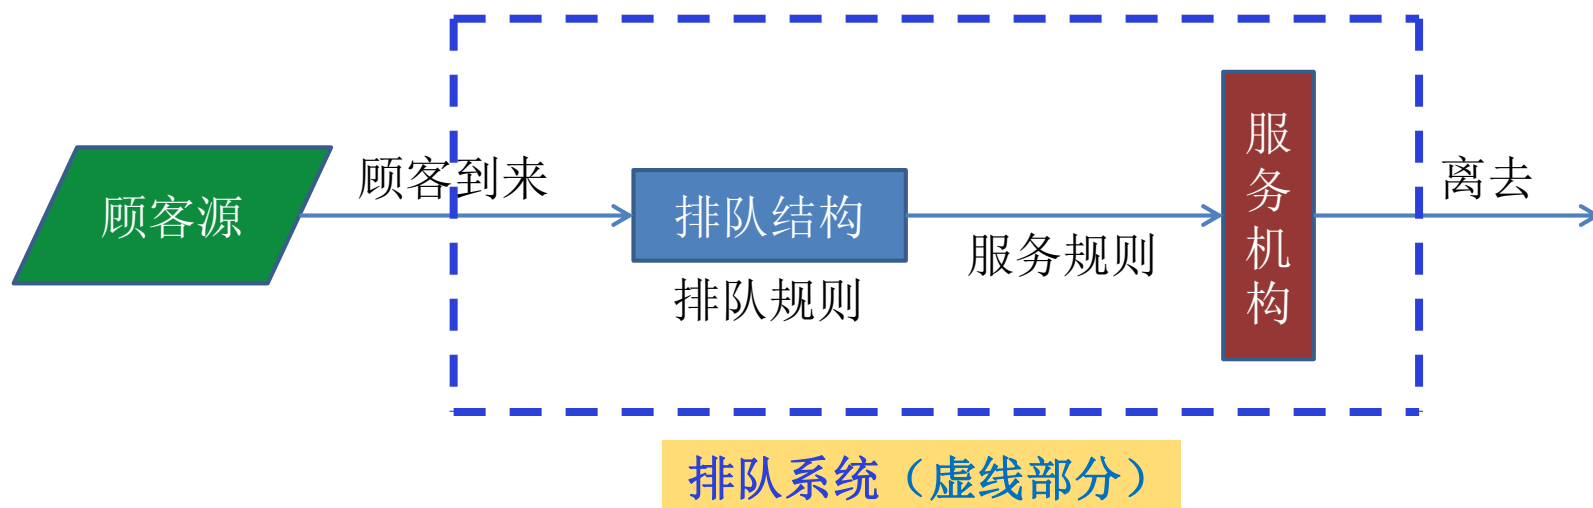 顾客源
顾客到来
排队结构
排队规则
服务规则
服务机构
离去
排队系统（虚线部分）